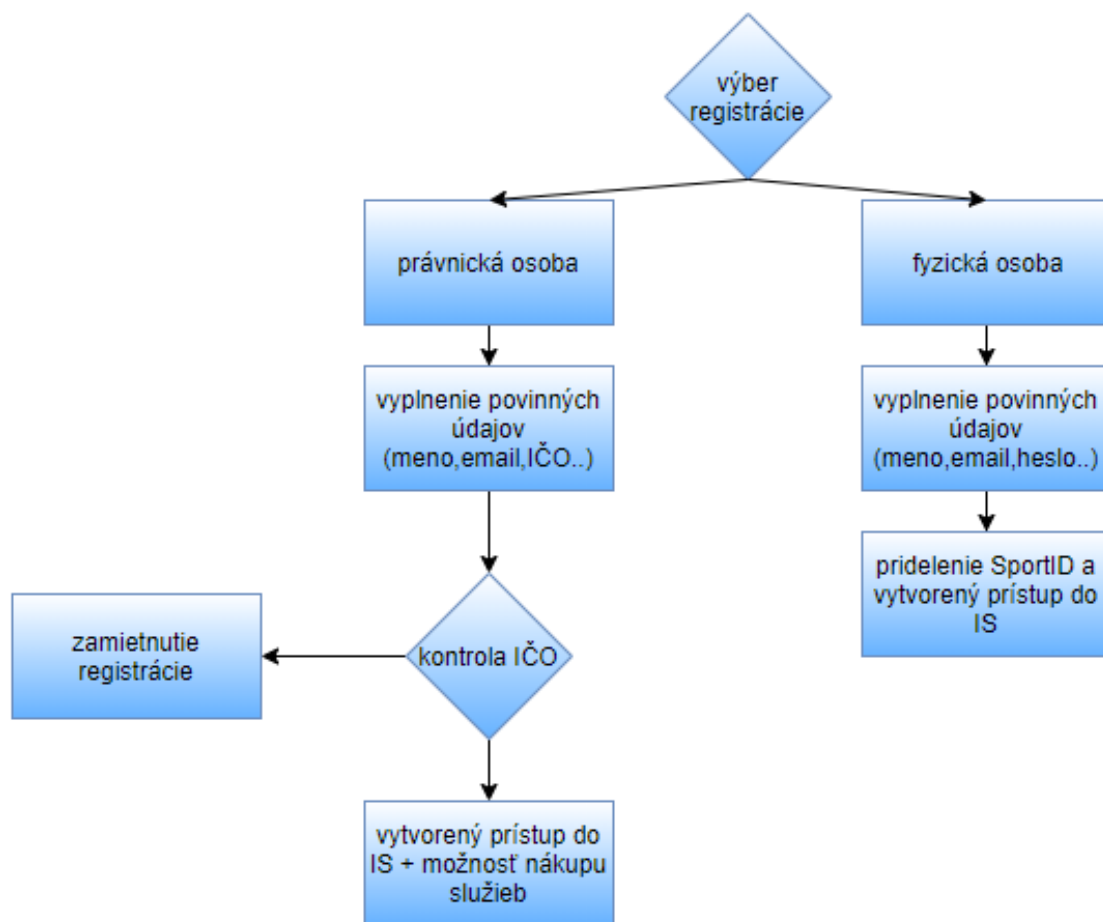 výber
registrácie
právnická osoba
fyzická osoba
vyplnenie povinných
údajov
(meno,email,IČO..)
vyplnenie povinných
údajov
(meno,email,heslo..)
pridelenie SportID a
vytvorený prístup do
IS
zamietnutie
registrácie
kontrola IČO
vytvorený prístup do
IS + možnosť nákupu
služieb